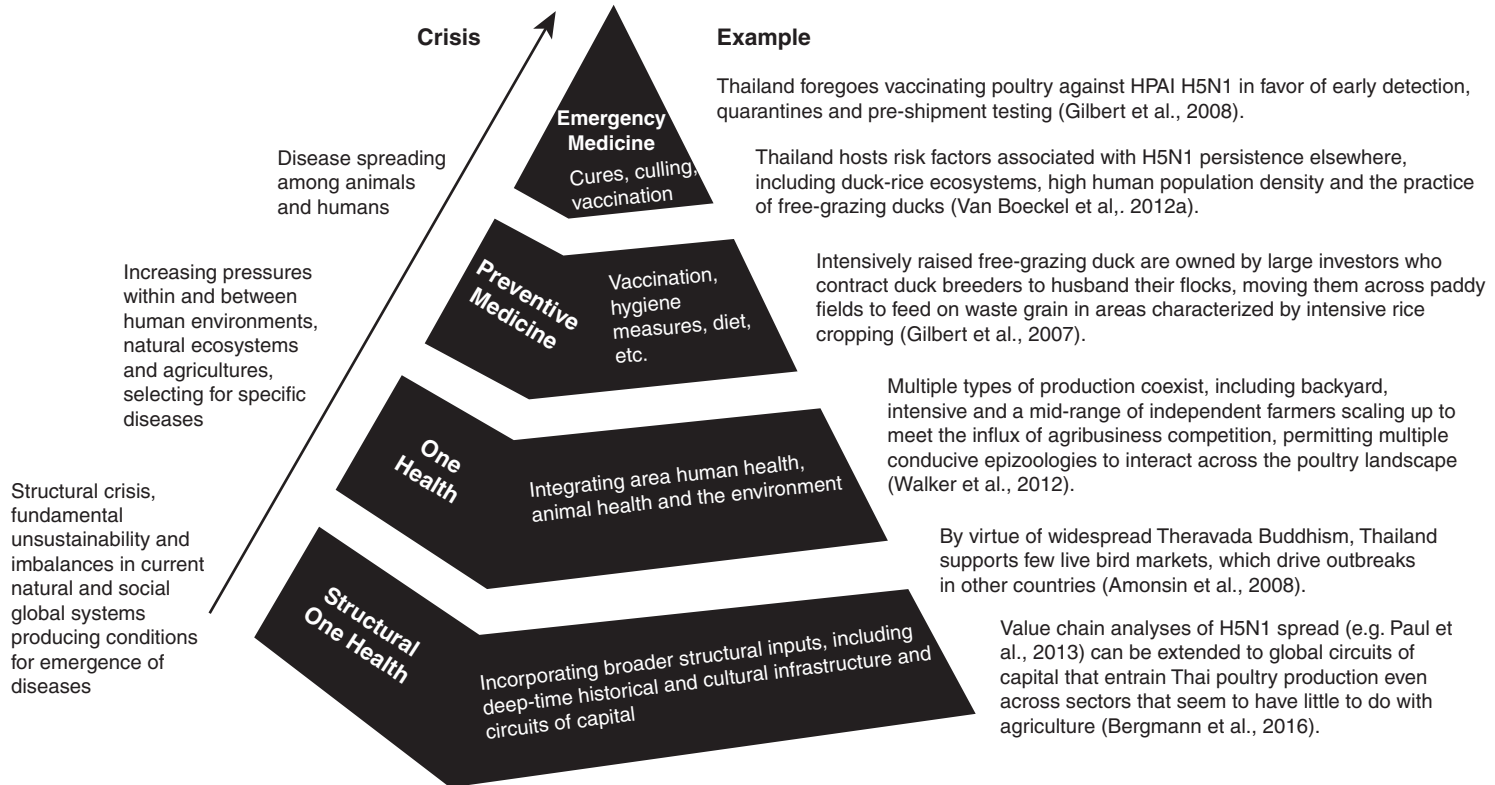 Crisis
Disease spreading
among animals
and humans
Increasing pressures
within and between
human environments,
natural ecosystems
and agricultures,
selecting for specific
diseases
Structural crisis,
fundamental
unsustainability and
imbalances in current
natural and social
global systems
producing conditions
for emergence of
diseases
Emergency
Medicine
Cures, culling,
vaccination
Preventive
Medicine
Vaccination,
hygiene
measures, diet,
etc.
One
Health
Integrating area human health,
animal health and the environment
Structural
One Health
Incorporating broader structural inputs, including
deep-time historical and cultural infrastructure and
circuits of capital
Example
Thailand foregoes vaccinating poultry against HPAI H5N1 in favor of early detection,
quarantines and pre-shipment testing (Gilbert et al., 2008).
Thailand hosts risk factors associated with H5N1 persistence elsewhere,
including duck-rice ecosystems, high human population density and the practice
of free-grazing ducks (Van Boeckel et al,. 2012a).
Intensively raised free-grazing duck are owned by large investors who
contract duck breeders to husband their flocks, moving them across paddy
fields to feed on waste grain in areas characterized by intensive rice
cropping (Gilbert et al., 2007).
Multiple types of production coexist, including backyard,
intensive and a mid-range of independent farmers scaling up to
meet the influx of agribusiness competition, permitting multiple
conducive epizoologies to interact across the poultry landscape
(Walker et al., 2012).
By virtue of widespread Theravada Buddhism, Thailand
supports few live bird markets, which drive outbreaks
in other countries (Amonsin et al., 2008).
Value chain analyses of H5N1 spread (e.g. Paul et
al., 2013) can be extended to global circuits of
capital that entrain Thai poultry production even
across sectors that seem to have little to do with
agriculture (Bergmann et al., 2016).